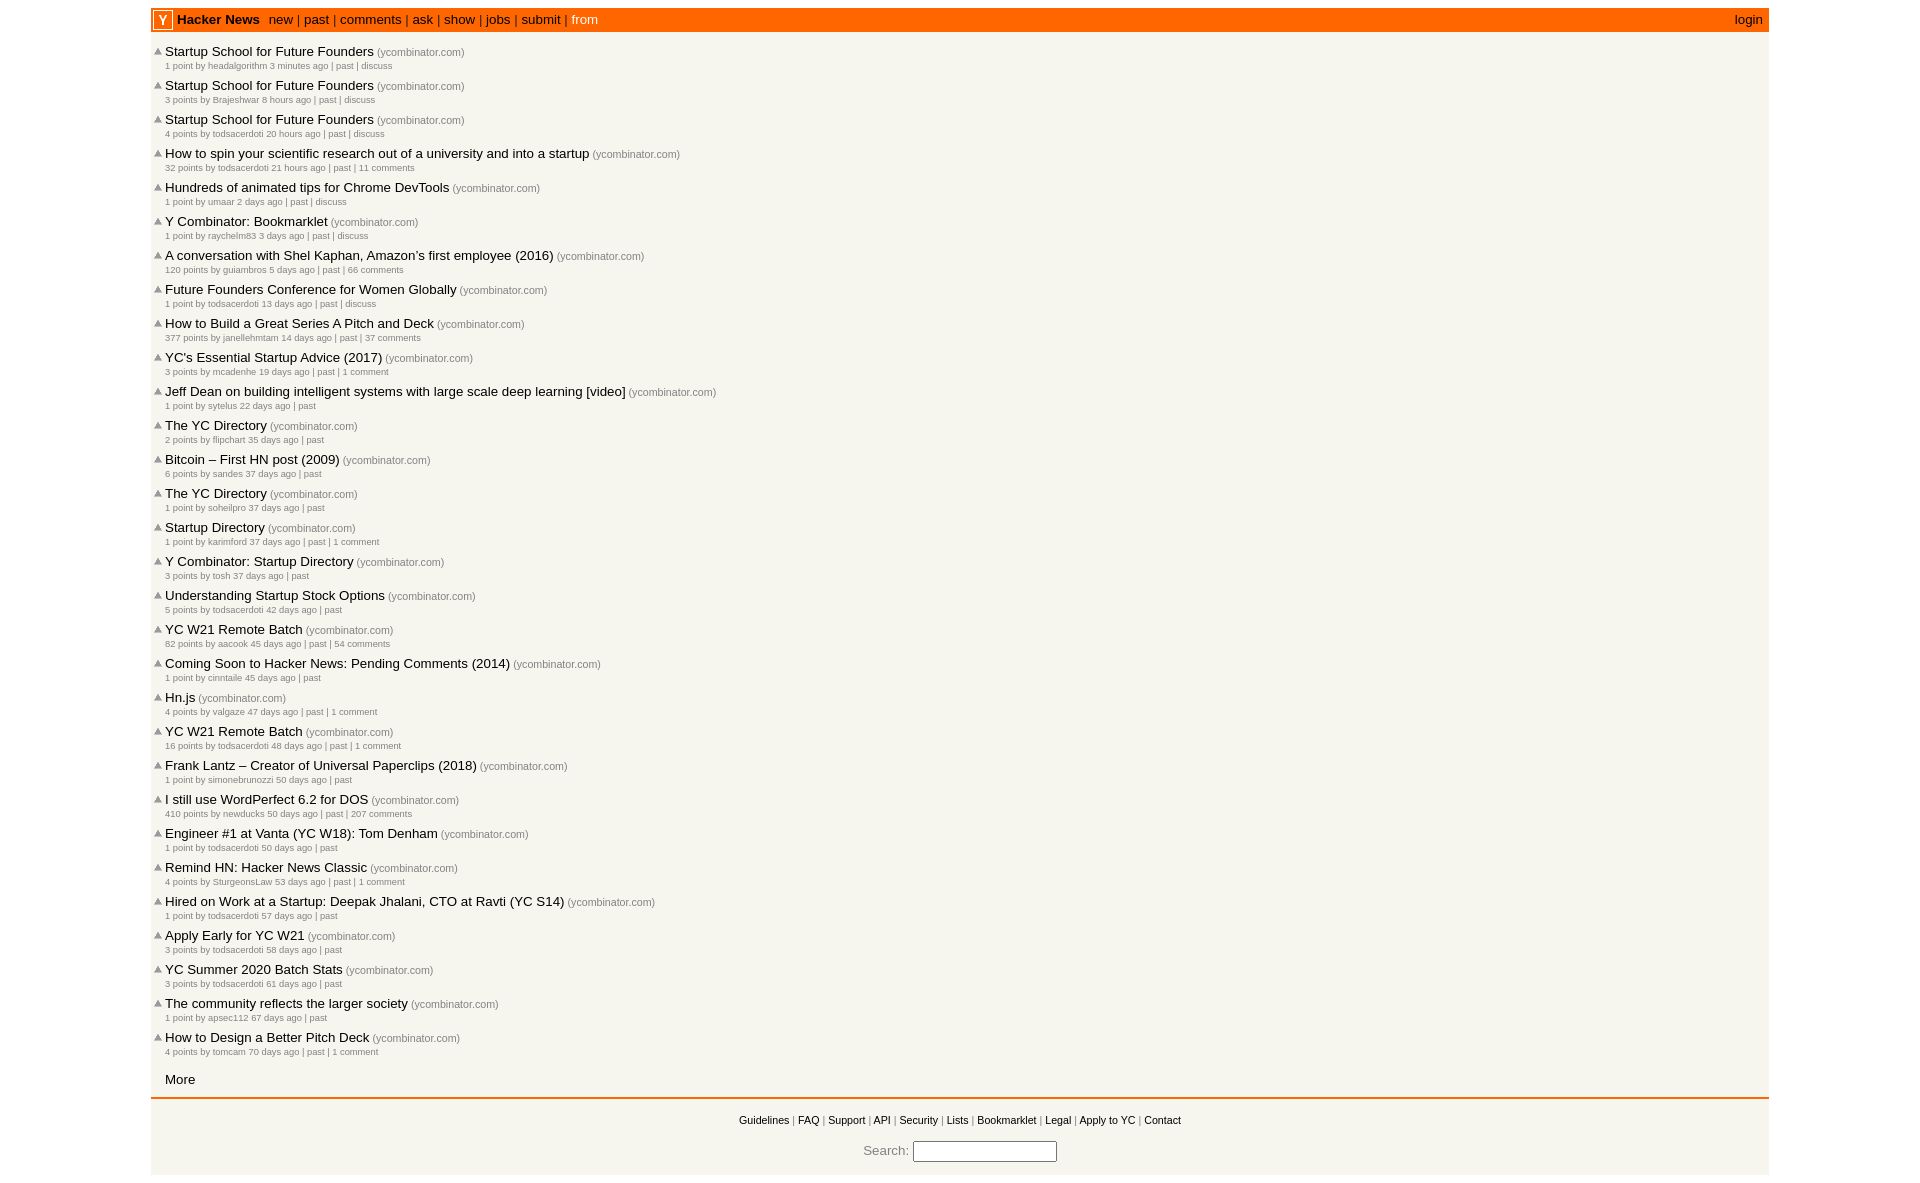 Y Hacker News new | past | comments | ask | show | jobs | submit | from login
Startup School for Future Founders (ycombinator.com)
1 point by headalgorithm 3 minutes ago | past | discuss
Startup School for Future Founders (ycombinator.com)
3 points by Brajeshwar 8 hours ago | past | discuss
Startup School for Future Founders (ycombinator.com)
4 points by todsacerdoti 20 hours ago | past | discuss
How to spin your scientific research out of a university and into a startup (ycombinator.com)
32 points by todsacerdoti 21 hours ago | past | 11 comments
Hundreds of animated tips for Chrome DevTools (ycombinator.com)
1 point by umaar 2 days ago | past | discuss
Y Combinator: Bookmarklet (ycombinator.com)
1 point by raychelm83 3 days ago | past | discuss
A conversation with Shel Kaphan, Amazon’s first employee (2016) (ycombinator.com)
120 points by guiambros 5 days ago | past | 66 comments
Future Founders Conference for Women Globally (ycombinator.com)
1 point by todsacerdoti 13 days ago | past | discuss
How to Build a Great Series A Pitch and Deck (ycombinator.com)
377 points by janellehmtam 14 days ago | past | 37 comments
YC's Essential Startup Advice (2017) (ycombinator.com)
3 points by mcadenhe 19 days ago | past | 1 comment
Jeff Dean on building intelligent systems with large scale deep learning [video] (ycombinator.com)
1 point by sytelus 22 days ago | past
The YC Directory (ycombinator.com)
2 points by flipchart 35 days ago | past
Bitcoin – First HN post (2009) (ycombinator.com)
6 points by sandes 37 days ago | past
The YC Directory (ycombinator.com)
1 point by soheilpro 37 days ago | past
Startup Directory (ycombinator.com)
1 point by karimford 37 days ago | past | 1 comment
Y Combinator: Startup Directory (ycombinator.com)
3 points by tosh 37 days ago | past
Understanding Startup Stock Options (ycombinator.com)
5 points by todsacerdoti 42 days ago | past
YC W21 Remote Batch (ycombinator.com)
82 points by aacook 45 days ago | past | 54 comments
Coming Soon to Hacker News: Pending Comments (2014) (ycombinator.com)
1 point by cinntaile 45 days ago | past
Hn.js (ycombinator.com)
4 points by valgaze 47 days ago | past | 1 comment
YC W21 Remote Batch (ycombinator.com)
16 points by todsacerdoti 48 days ago | past | 1 comment
Frank Lantz – Creator of Universal Paperclips (2018) (ycombinator.com)
1 point by simonebrunozzi 50 days ago | past
I still use WordPerfect 6.2 for DOS (ycombinator.com)
410 points by newducks 50 days ago | past | 207 comments
Engineer #1 at Vanta (YC W18): Tom Denham (ycombinator.com)
1 point by todsacerdoti 50 days ago | past
Remind HN: Hacker News Classic (ycombinator.com)
4 points by SturgeonsLaw 53 days ago | past | 1 comment
Hired on Work at a Startup: Deepak Jhalani, CTO at Ravti (YC S14) (ycombinator.com)
1 point by todsacerdoti 57 days ago | past
Apply Early for YC W21 (ycombinator.com)
3 points by todsacerdoti 58 days ago | past
YC Summer 2020 Batch Stats (ycombinator.com)
3 points by todsacerdoti 61 days ago | past
The community reflects the larger society (ycombinator.com)
1 point by apsec112 67 days ago | past
How to Design a Better Pitch Deck (ycombinator.com)
4 points by tomcam 70 days ago | past | 1 comment
More
Guidelines | FAQ | Support | API | Security | Lists | Bookmarklet | Legal | Apply to YC | Contact
Search: